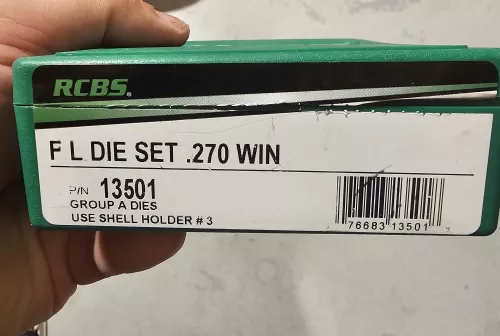 RCBS.
F L DIE SET .270 WIN
P/N 13501
GROUP A DIES
USE SHELL HOLDER # 3
76683 13501